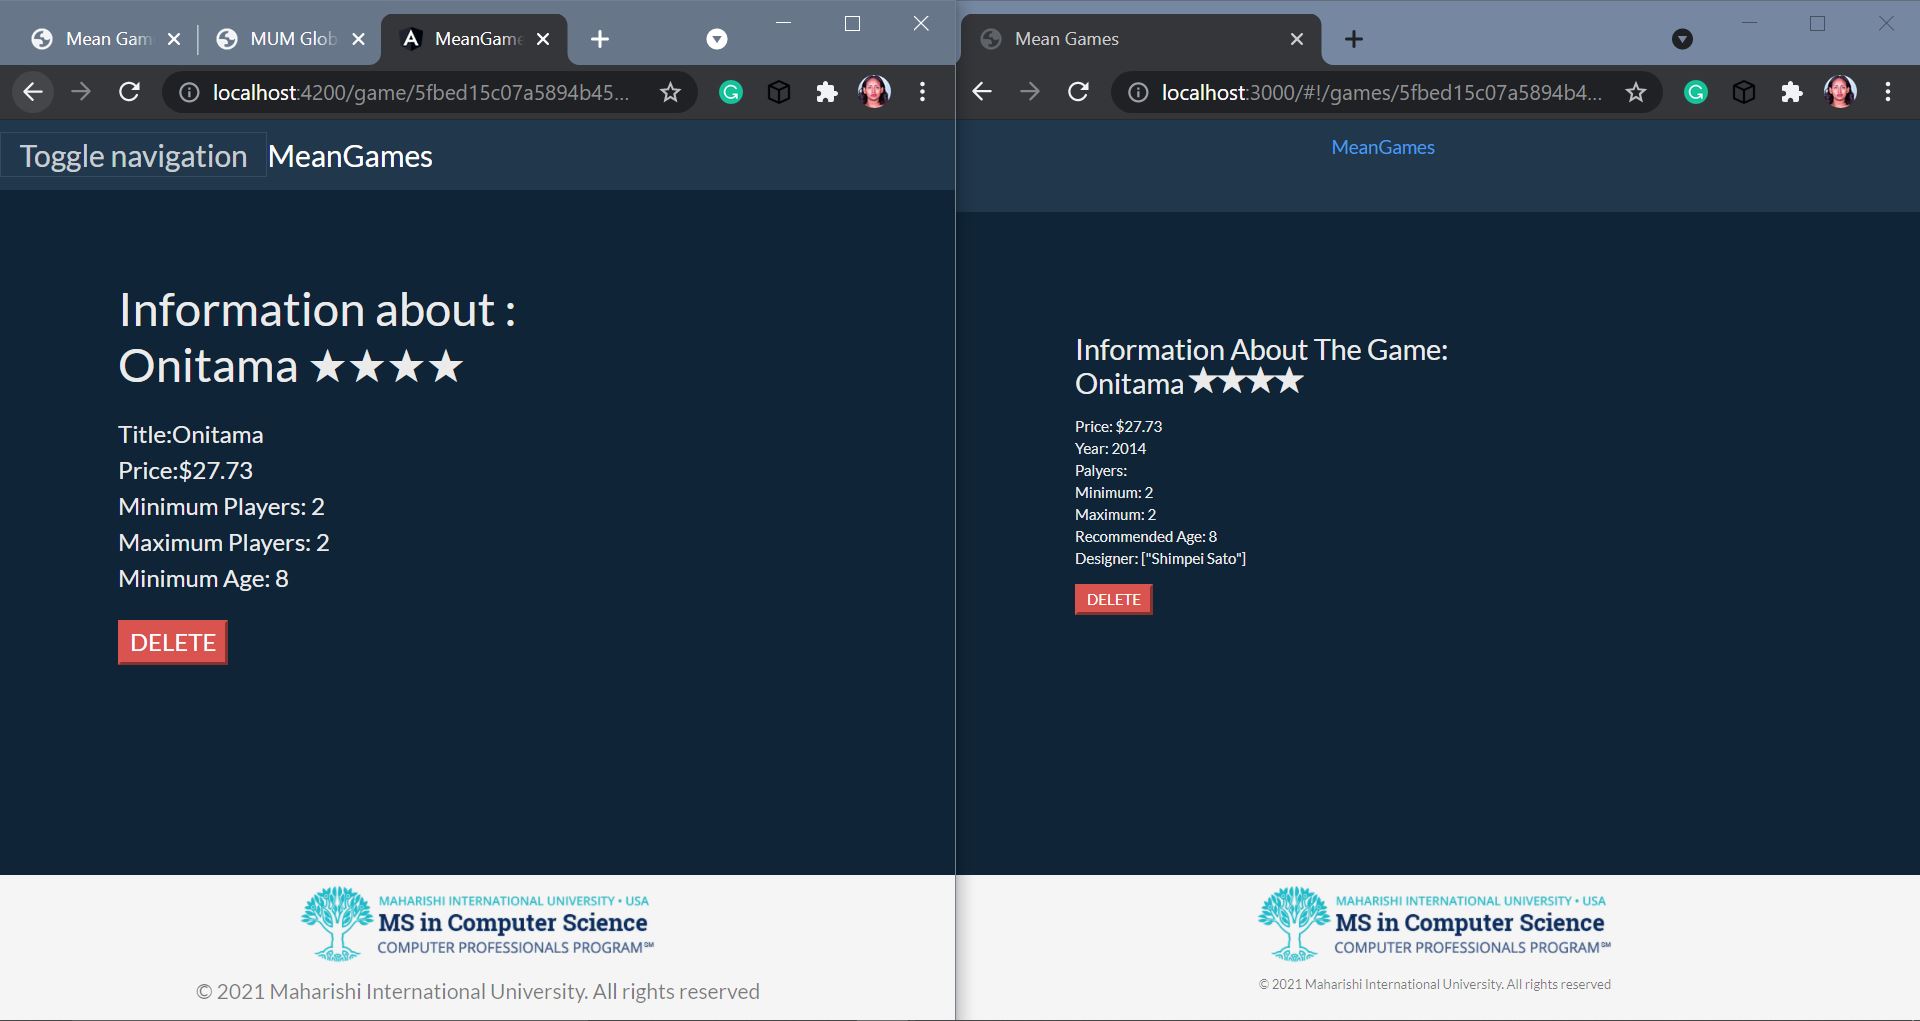 Mean Gam
MUM Glob
MeanGame
localhost:4200/game/5fbed15c07a5894b45...
Toggle navigation MeanGames
Information about :
Onitama ★★★★
Title:Onitama
Price:$27.73
Minimum Players: 2
Maximum Players: 2
Minimum Age: 8
DELETE
MAHARISHI INTERNATIONAL UNIVERSITY • USA
MS in Computer Science
COMPUTER PROFESSIONALS PROGRAM℠
© 2021 Maharishi International University. All rights reserved
Mean Games
localhost:3000/#!/games/5fbed15c07a5894b4...
MeanGames
Information About The Game:
Onitama ★★★★
Price: $27.73
Year: 2014
Palyers:
Minimum: 2
Maximum: 2
Recommended Age: 8
Designer: ["Shimpei Sato"]
DELETE
MAHARISHI INTERNATIONAL UNIVERSITY • USA
MS in Computer Science
COMPUTER PROFESSIONALS PROGRAM℠
© 2021 Maharishi International University. All rights reserved